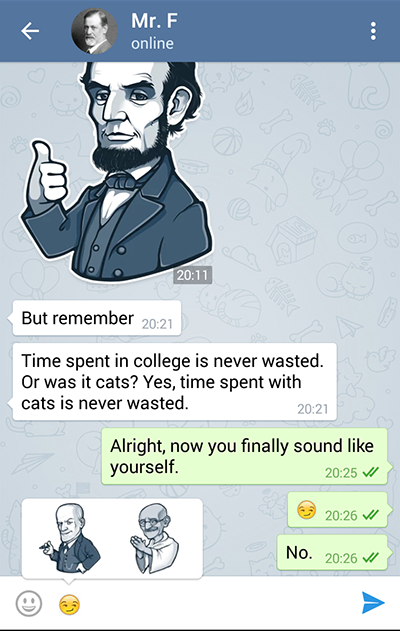 Mr. F
online
20:11
But remember 20:21
Time spent in college is never wasted.
Or was it cats? Yes, time spent with
cats is never wasted.
20:21
Alright, now you finally sound like
yourself.
20:25
😏 20:26
No. 20:26
😏